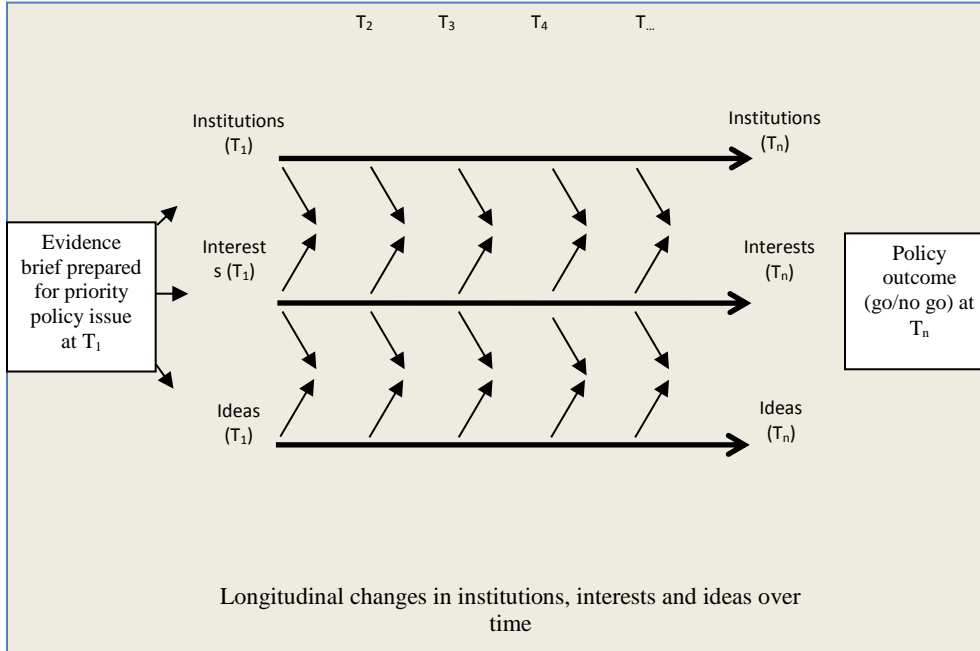 T2 T3 T4 T...
Institutions
(T1)
Institutions
(Tn)
Evidence
brief prepared
for priority
policy issue
at T1
Interest
s (T1)
Interests
(Tn)
Policy
outcome
(go/no go) at
Tn
Ideas
(T1)
Ideas
(Tn)
Longitudinal changes in institutions, interests and ideas over
time